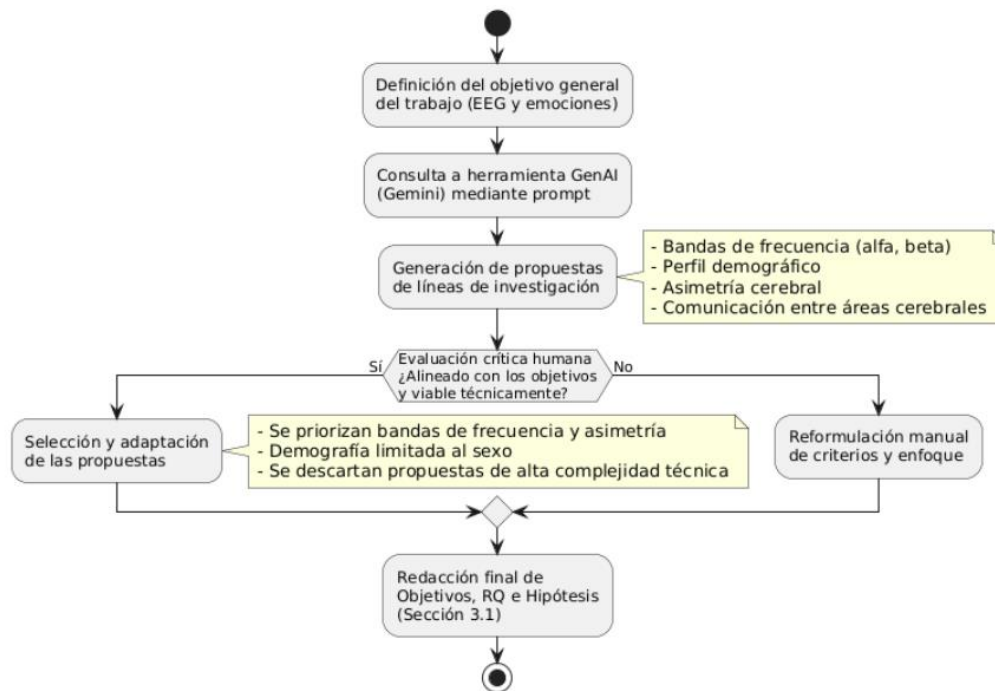 Definición del objetivo general
del trabajo (EEG y emociones)
Consulta a herramienta GenAI
(Gemini) mediante prompt
Generación de propuestas
de líneas de investigación
- Bandas de frecuencia (alfa, beta)
- Perfil demográfico
- Asimetría cerebral
- Comunicación entre áreas cerebrales
Evaluación crítica humana
¿Alineado con los objetivos
y viable técnicamente?
Sí
No
Selección y adaptación
de las propuestas
- Se priorizan bandas de frecuencia y asimetría
- Demografía limitada al sexo
- Se descartan propuestas de alta complejidad técnica
Reformulación manual
de criterios y enfoque
Redacción final de
Objetivos, RQ e Hipótesis
(Sección 3.1)